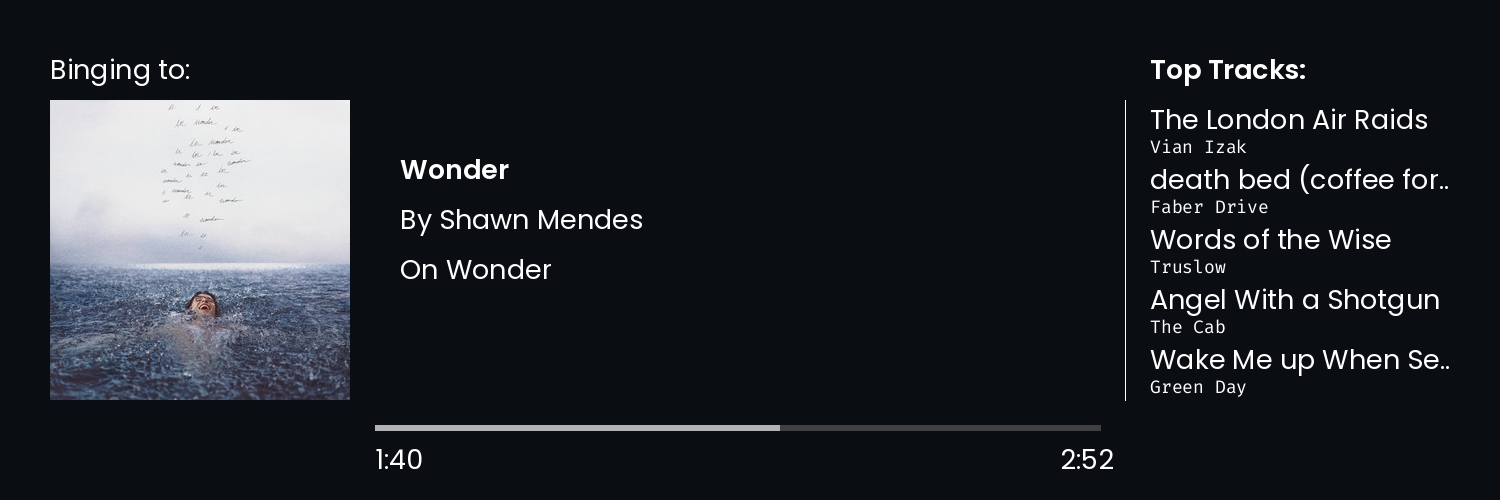 Binging to:
Wonder
By Shawn Mendes
On Wonder
1:40
2:52
Top Tracks:
The London Air Raids
Vian Izak
death bed (coffee for..
Faber Drive
Words of the Wise
Truslow
Angel With a Shotgun
The Cab
Wake Me up When Se..
Green Day